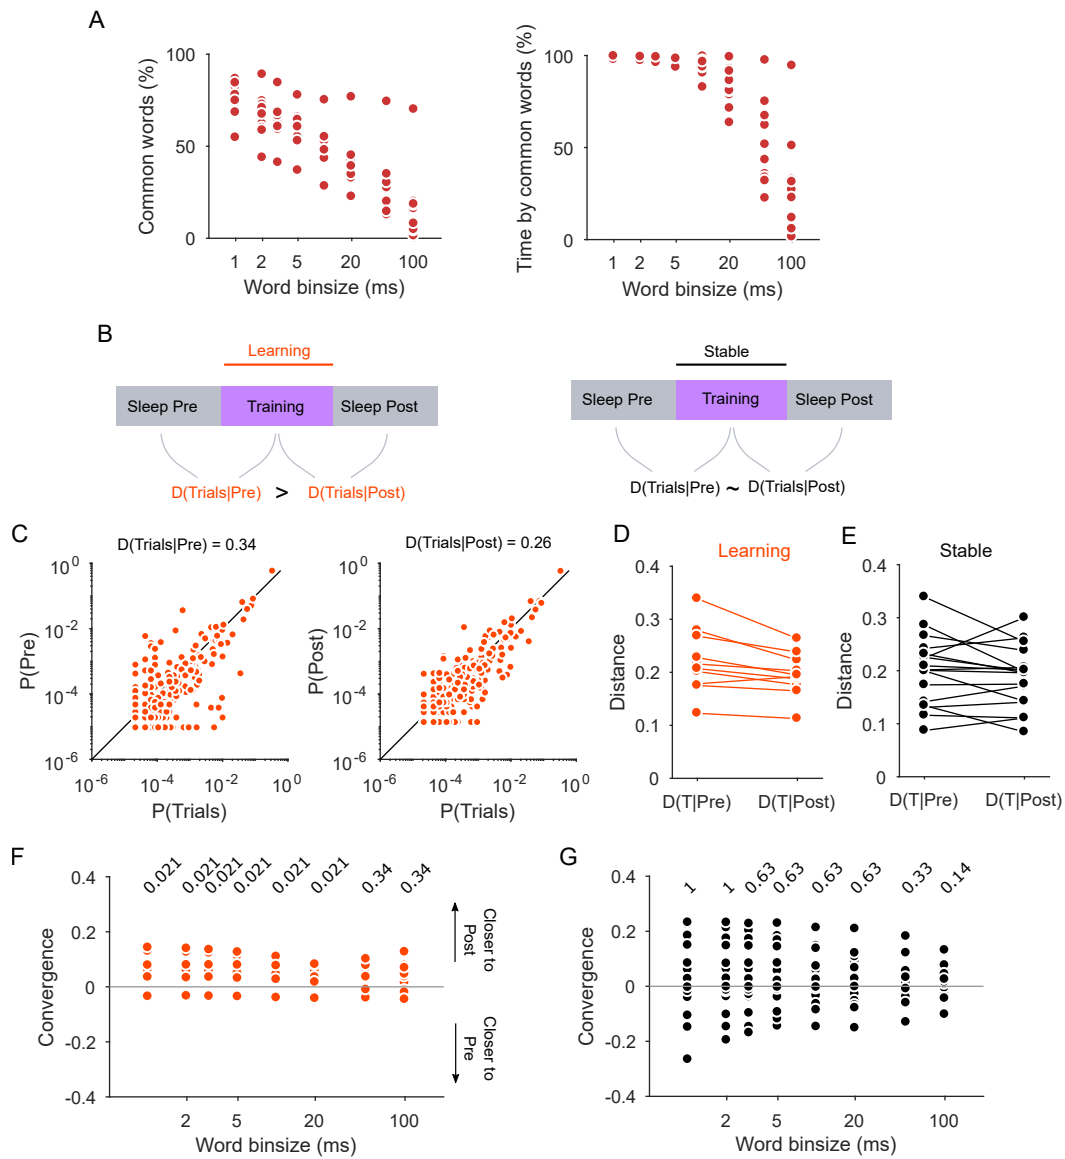 A
Common words (%)
100
50
0
1 2 5 20 100
Word binsize (ms)
Time by common words (%)
100
50
0
1 2 5 20 100
Word binsize (ms)
B
Learning
Sleep Pre Training Sleep Post
D(Trials|Pre) > D(Trials|Post)
Stable
Sleep Pre Training Sleep Post
D(Trials|Pre) ~ D(Trials|Post)
C
D(Trials|Pre) = 0.34
P(Pre)
10^0
10^-2
10^-4
10^-6
10^-6 10^-4 10^-2 10^0
P(Trials)
D(Trials|Post) = 0.26
P(Post)
10^0
10^-2
10^-4
10^-6
10^-6 10^-4 10^-2 10^0
P(Trials)
D
Learning
Distance
0.4
0.3
0.2
0.1
0
D(T|Pre) D(T|Post)
E
Stable
Distance
0.4
0.3
0.2
0.1
0
D(T|Pre) D(T|Post)
F
0.021 0.021 0.021 0.021 0.021 0.021 0.34 0.34
Convergence
0.4
0.2
0
-0.2
-0.4
Closer to
Post
Closer to
Pre
2 5 20 100
Word binsize (ms)
G
1 1 0.63 0.63 0.63 0.63 0.33 0.14
Convergence
0.4
0.2
0
-0.2
-0.4
2 5 20 100
Word binsize (ms)